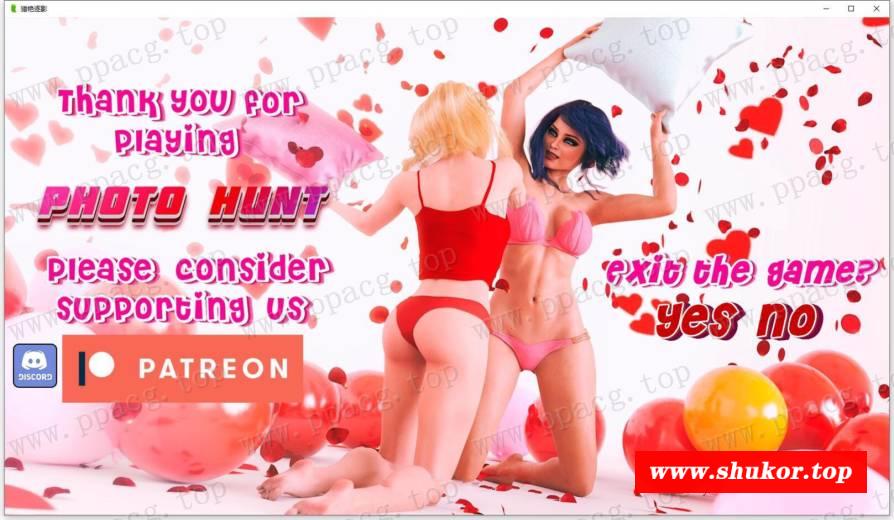 www.ppacg.top
Thank you for
playing
PHOTO HUNT
please consider
supporting us
DISCORD
PATREON
exit the game?
yes no
www.shukor.top